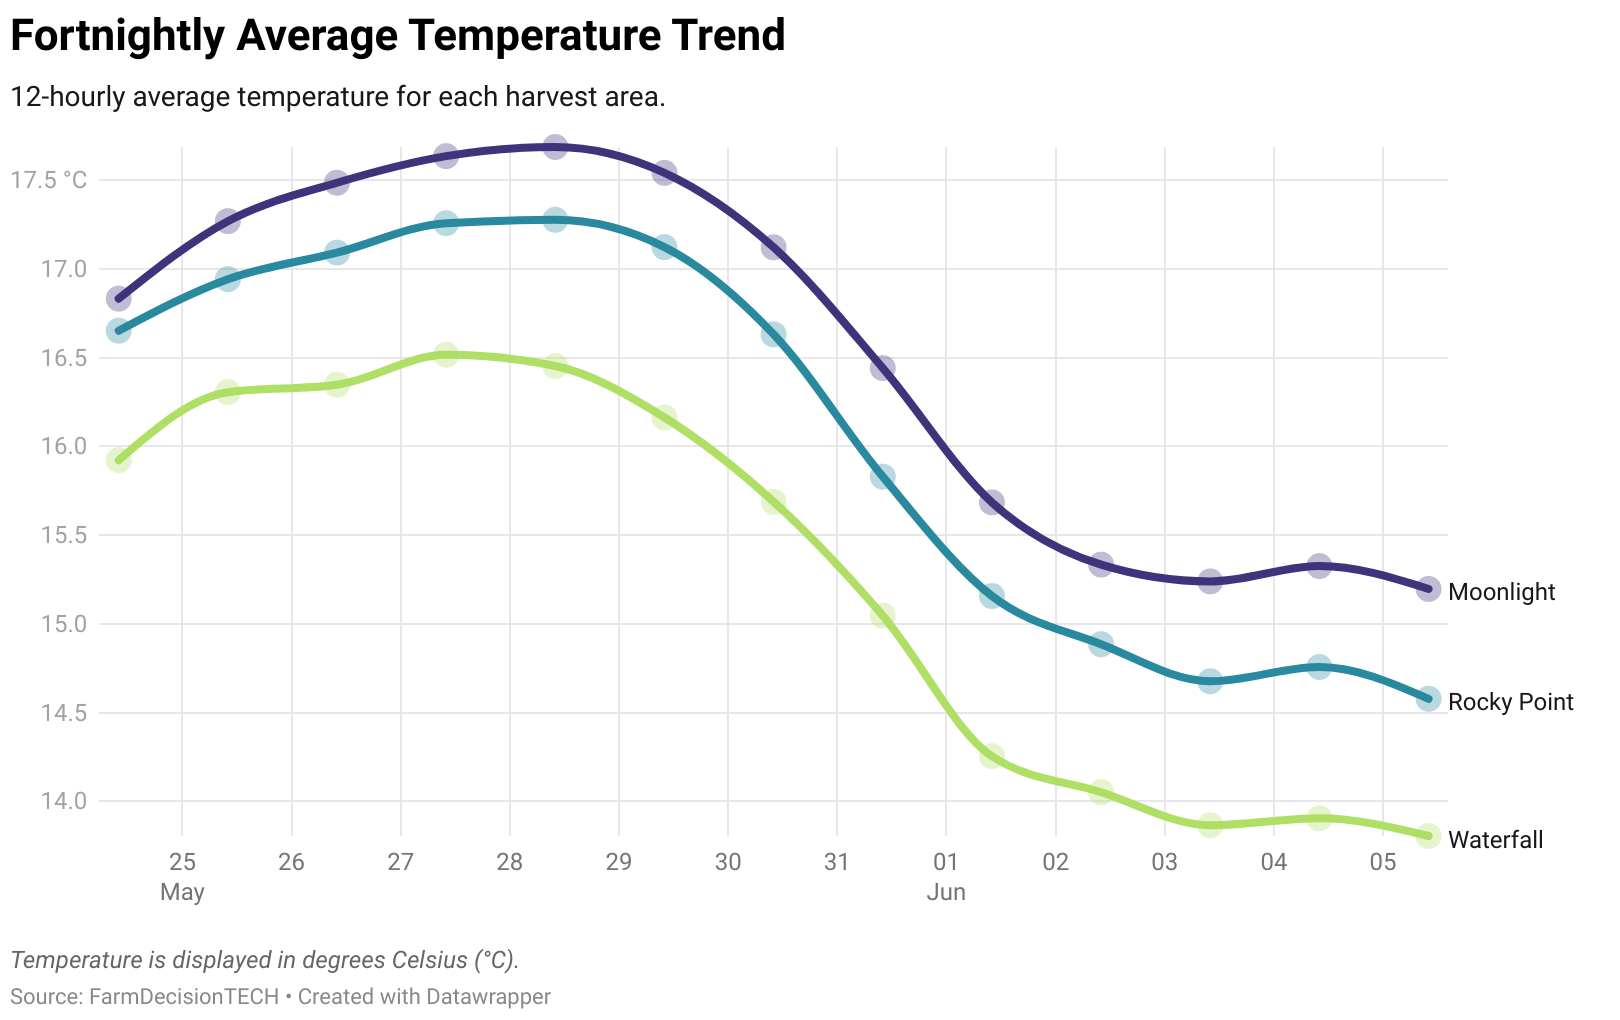 Fortnightly Average Temperature Trend
12-hourly average temperature for each harvest area.
17.5 °C
17.0
16.5
16.0
15.5
15.0
14.5
14.0
Moonlight
Rocky Point
Waterfall
25 26 27 28 29 30 31 01 02 03 04 05
May Jun
Temperature is displayed in degrees Celsius (°C).
Source: FarmDecisionTECH • Created with Datawrapper